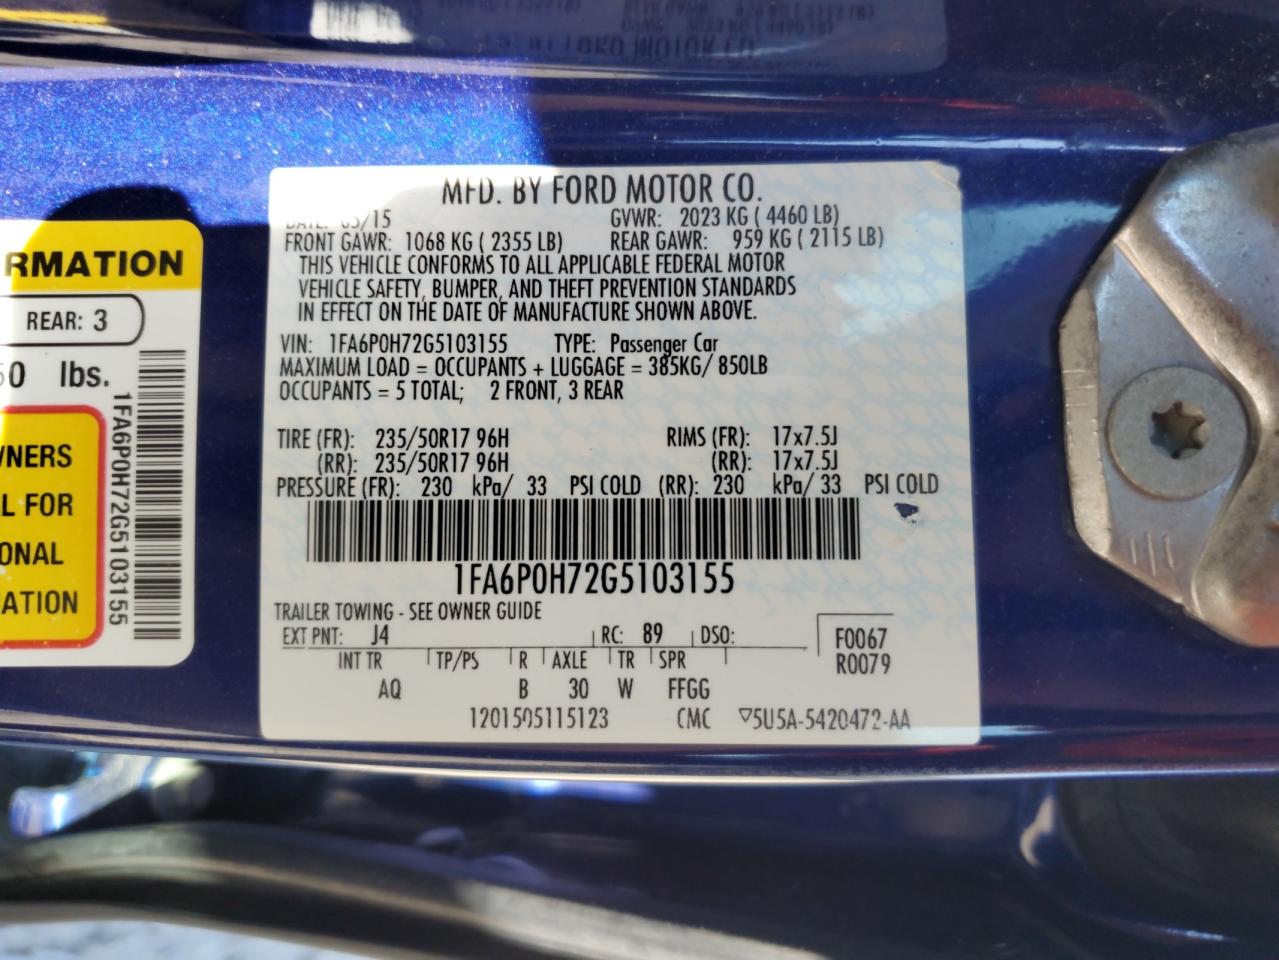 MFD. BY FORD MOTOR CO.
DATE: 05/15 GVWR: 2023 KG ( 4460 LB)
FRONT GAWR: 1068 KG ( 2355 LB) REAR GAWR: 959 KG ( 2115 LB)
THIS VEHICLE CONFORMS TO ALL APPLICABLE FEDERAL MOTOR
VEHICLE SAFETY, BUMPER, AND THEFT PREVENTION STANDARDS
IN EFFECT ON THE DATE OF MANUFACTURE SHOWN ABOVE.
VIN: 1FA6P0H72G5103155 TYPE: Passenger Car
MAXIMUM LOAD = OCCUPANTS + LUGGAGE = 385KG/ 850LB
OCCUPANTS = 5 TOTAL; 2 FRONT, 3 REAR
TIRE (FR): 235/50R17 96H RIMS (FR): 17x7.5J
(RR): 235/50R17 96H (RR): 17x7.5J
PRESSURE (FR): 230 kPa/ 33 PSI COLD (RR): 230 kPa/ 33 PSI COLD
1FA6P0H72G5103155
TRAILER TOWING - SEE OWNER GUIDE
EXT PNT: J4 RC: 89 DSO: F0067
R0079
INT TR TP/PS R AXLE TR SPR
AQ B 30 W FFGG
1201505115123 CMC ▽5U5A-5420472-AA
RMATION
REAR: 3
50 lbs.
WNERS
L FOR
IONAL
ATION
1FA6P0H72G5103155